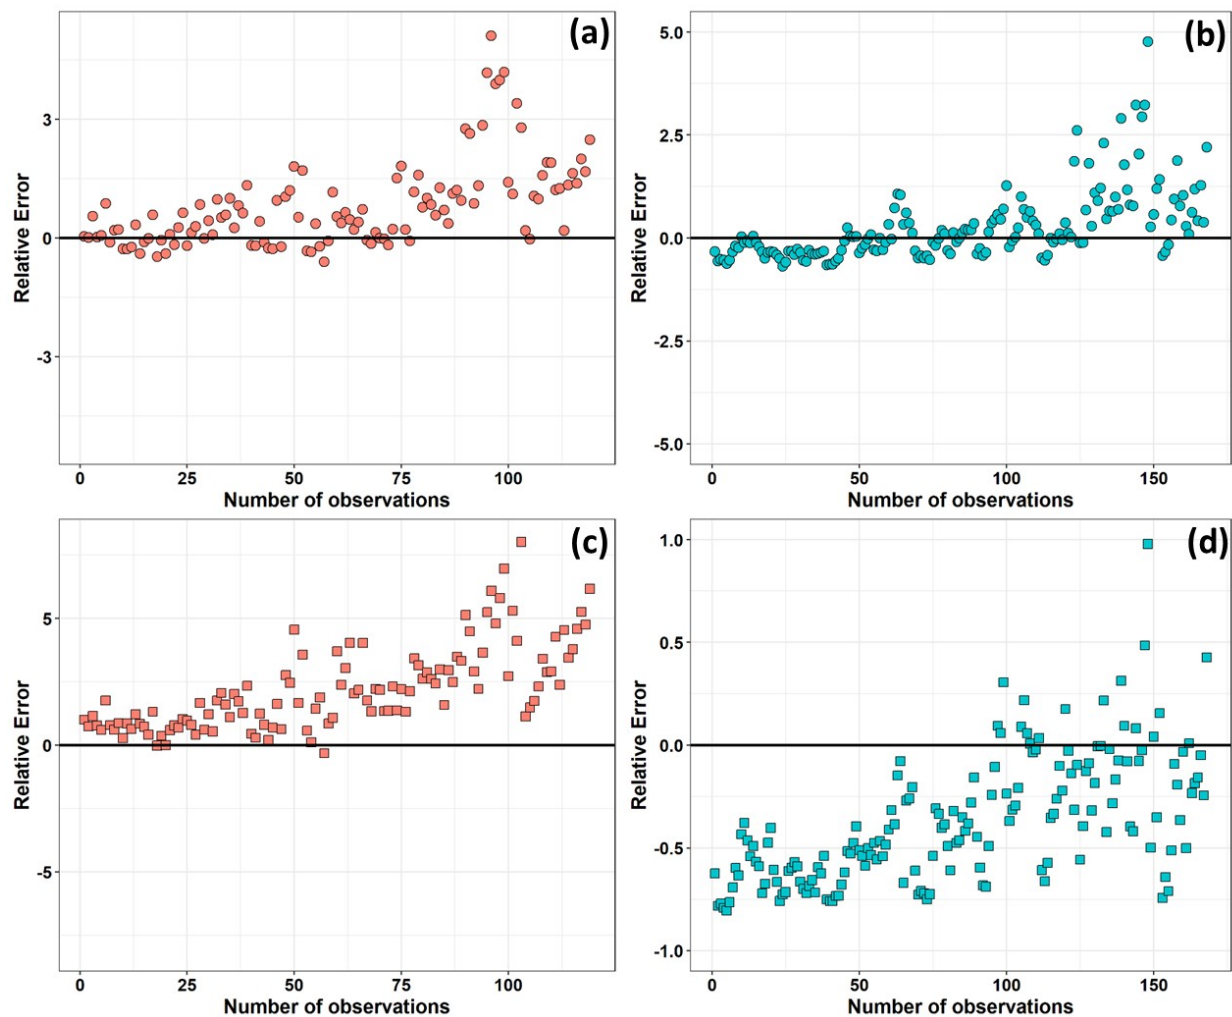 (a)
3
0
-3
Relative Error
0 25 50 75 100
Number of observations
(b)
5.0
2.5
0.0
-2.5
-5.0
Relative Error
0 50 100 150
Number of observations
(c)
5
0
-5
Relative Error
0 25 50 75 100
Number of observations
(d)
1.0
0.5
0.0
-0.5
-1.0
Relative Error
0 50 100 150
Number of observations